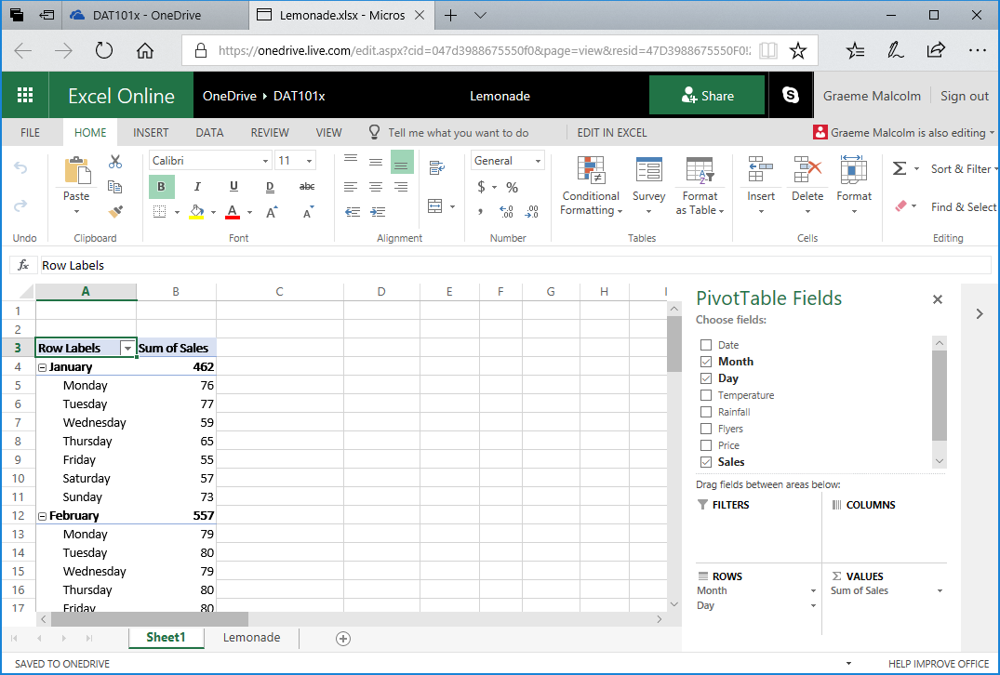 DAT101x - OneDrive
Lemonade.xlsx - Micros
https://onedrive.live.com/edit.aspx?cid=047d3988675550f0&page=view&resid=47D3988675550F0!
Excel Online
OneDrive ▸ DAT101x
Lemonade
Share
Graeme Malcolm
Sign out
FILE HOME INSERT DATA REVIEW VIEW Tell me what you want to do EDIT IN EXCEL
Graeme Malcolm is also editing
Paste
Calibri 11
B I U D abc
A A A
General
$ %
Conditional
Formatting
Survey
Format
as Table
Insert
Delete
Format
Σ Sort & Filter
Find & Select
Undo Clipboard Font Alignment Number Tables Cells Editing
fx Row Labels
A B C D E F G H I
1
2
3 Row Labels Sum of Sales
4 January 462
5 Monday 76
6 Tuesday 77
7 Wednesday 59
8 Thursday 65
9 Friday 55
10 Saturday 57
11 Sunday 73
12 February 557
13 Monday 79
14 Tuesday 80
15 Wednesday 79
16 Thursday 80
17 Friday 80
PivotTable Fields
Choose fields:
Date
Month
Day
Temperature
Rainfall
Flyers
Price
Sales
Drag fields between areas below:
FILTERS
COLUMNS
ROWS
Month
Day
Σ VALUES
Sum of Sales
Sheet1 Lemonade
SAVED TO ONEDRIVE
HELP IMPROVE OFFICE